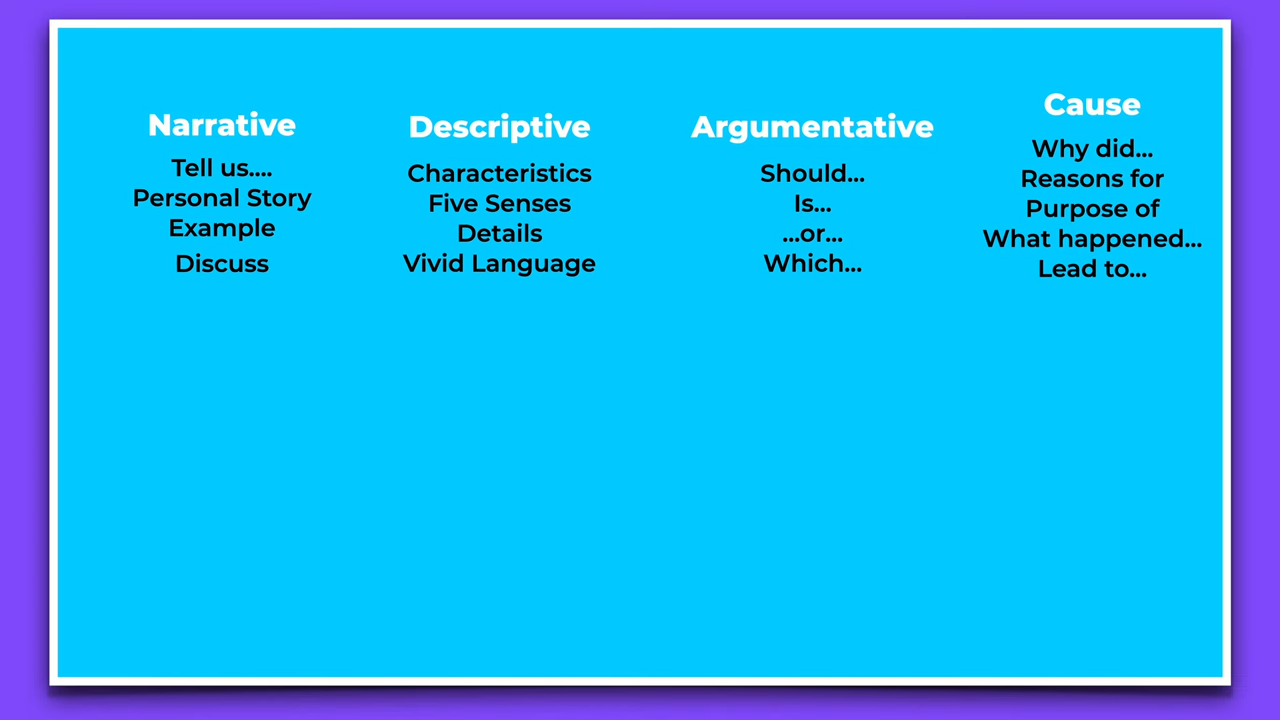 Narrative
Tell us....
Personal Story
Example
Discuss
Descriptive
Characteristics
Five Senses
Details
Vivid Language
Argumentative
Should...
Is...
...or...
Which...
Cause
Why did...
Reasons for
Purpose of
What happened...
Lead to...